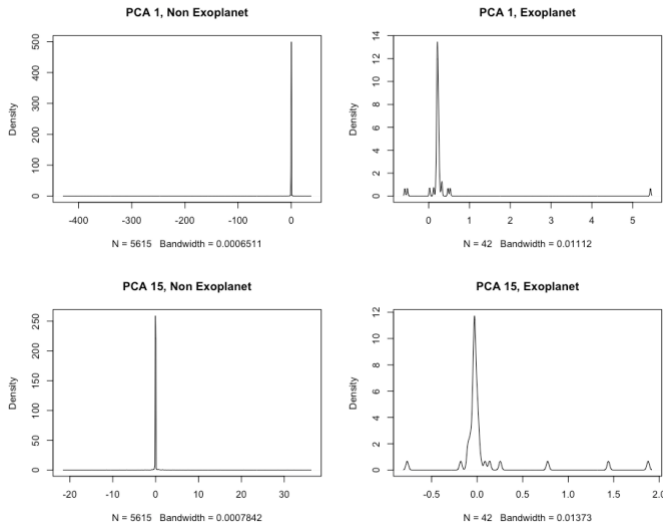 PCA 1, Non Exoplanet
Density
0 100 200 300 400 500
-400 -300 -200 -100 0
N = 5615 Bandwidth = 0.0006511
PCA 1, Exoplanet
Density
0 2 4 6 8 10 12 14
0 1 2 3 4 5
N = 42 Bandwidth = 0.01112
PCA 15, Non Exoplanet
Density
0 50 100 150 200 250
-20 -10 0 10 20 30
N = 5615 Bandwidth = 0.0007842
PCA 15, Exoplanet
Density
0 2 4 6 8 10 12
-0.5 0.0 0.5 1.0 1.5 2.0
N = 42 Bandwidth = 0.01373